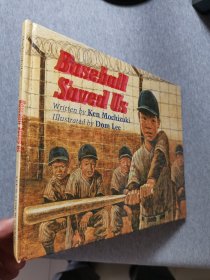 Baseball
Saved Us
Written by Ken Mochizuki
Illustrated by Dom Lee